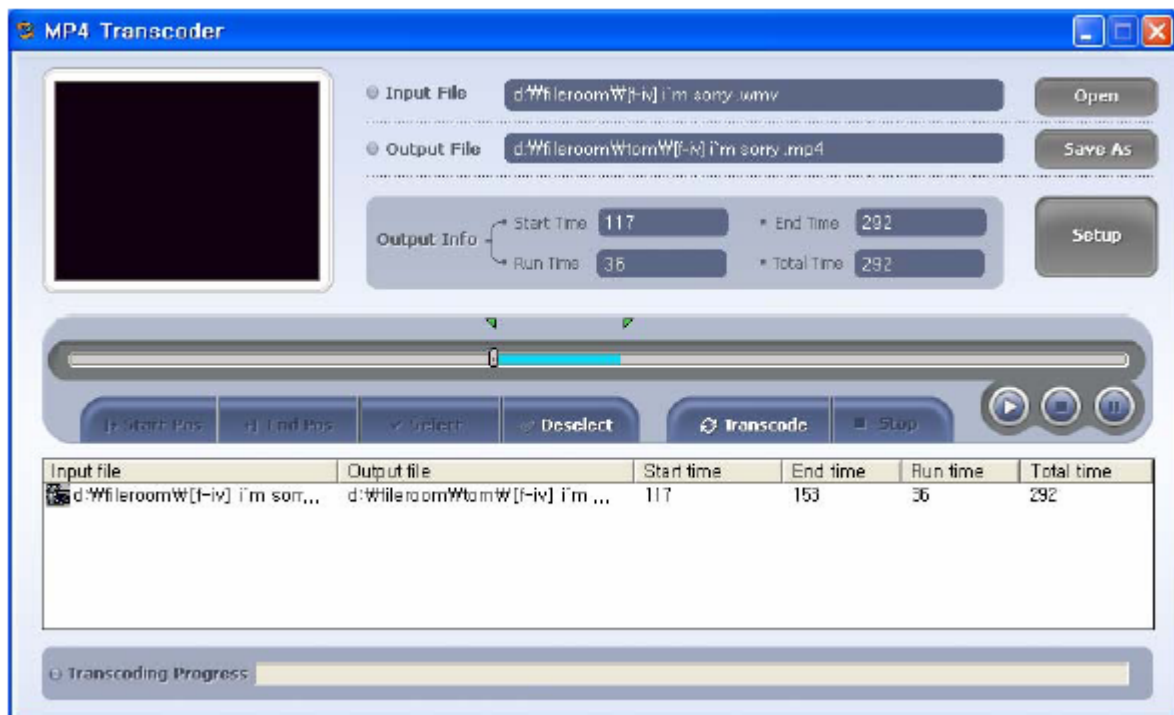 MP4 Transcoder
Input File
d:₩fileroom₩[f-iv] i`m sorry .wmv
Open
Output File
d:₩fileroom₩tom₩[f-iv] i`m sorry .mp4
Save As
Output Info
Start Time 117
End Time 292
Run Time 36
Total Time 292
Setup
Start Pos
End Pos
Select
Deselect
Transcode
Stop
Input file Output file Start time End time Run time Total time
d:₩fileroom₩[f-iv] i`m sorr,,, d:₩fileroom₩tom₩[f-iv] i`m ,,, 117 153 36 292
Transcoding Progress